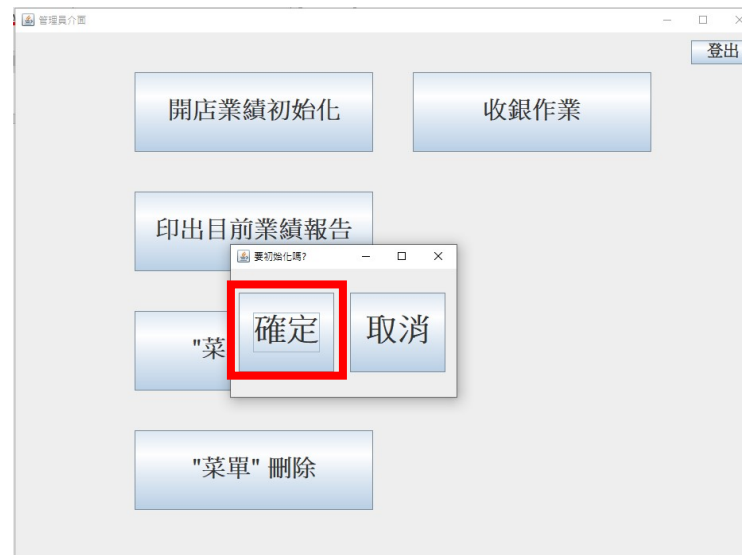 管理員介面
登出
開店業績初始化
收銀作業
印出目前業績報告
要初始化嗎?
確定
取消
"菜
"菜單" 刪除